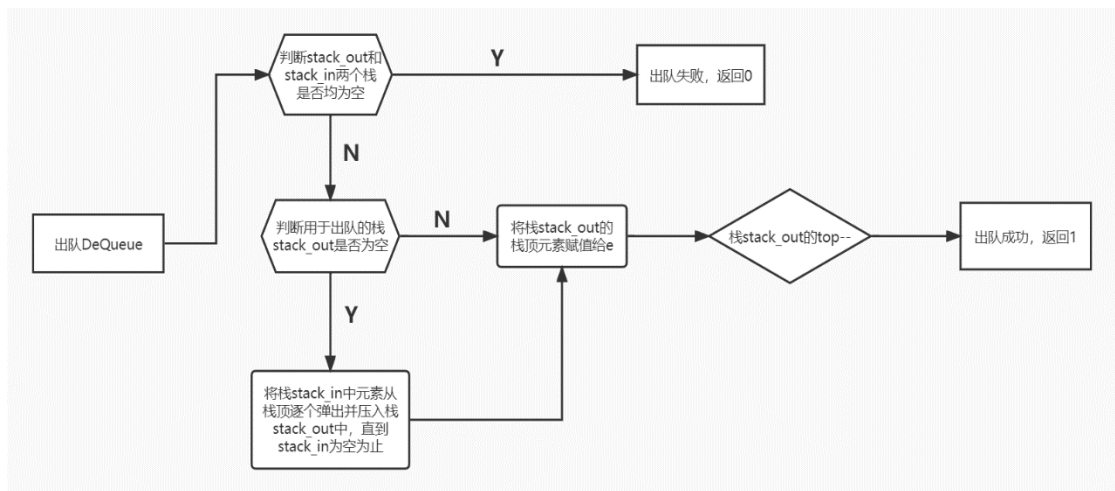 判断stack_out和
stack_in两个栈
是否均为空
Y
出队失败，返回0
N
出队DeQueue
判断用于出队的栈
stack_out是否为空
N
将栈stack_out的
栈顶元素赋值给e
栈stack_out的top--
出队成功，返回1
Y
将栈stack_in中元素从
栈顶逐个弹出并压入栈
stack_out中，直到
stack_in为空为止